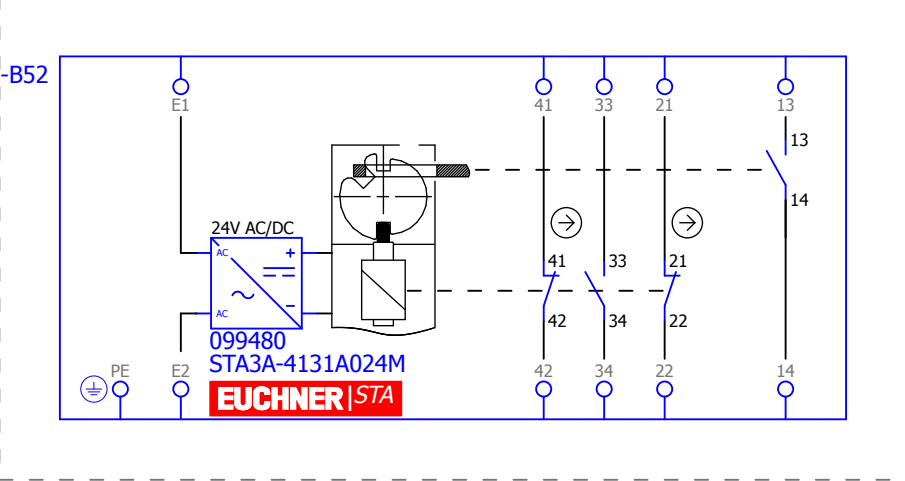 -B52
E1
41
33
21
13
13
14
24V AC/DC
AC
+
41
33
21
AC
-
42
34
22
099480
STA3A-4131A024M
PE
E2
42
34
22
14
EUCHNER|STA